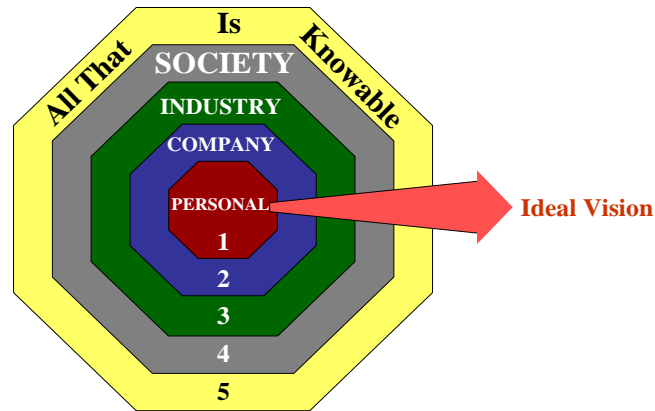 All That Is Knowable
SOCIETY
INDUSTRY
COMPANY
PERSONAL
Ideal Vision
1
2
3
4
5